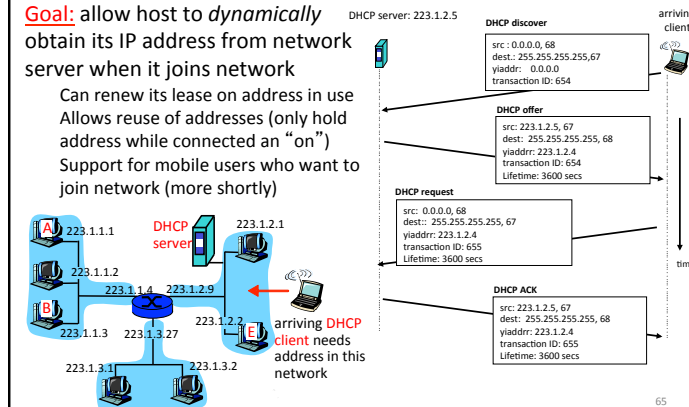 Goal: allow host to dynamically
obtain its IP address from network
server when it joins network
Can renew its lease on address in use
Allows reuse of addresses (only hold
address while connected an “on”)
Support for mobile users who want to
join network (more shortly)
A
223.1.1.1
223.1.1.2
B
223.1.1.3
223.1.1.4
223.1.2.9
DHCP
server
223.1.2.1
223.1.2.2
E
223.1.3.27
223.1.3.1
223.1.3.2
arriving DHCP
client needs
address in this
network
DHCP server: 223.1.2.5
arrivin
client
DHCP discover
src : 0.0.0.0, 68
dest.: 255.255.255.255,67
yiaddr: 0.0.0.0
transaction ID: 654
DHCP offer
src: 223.1.2.5, 67
dest: 255.255.255.255, 68
yiaddrr: 223.1.2.4
transaction ID: 654
Lifetime: 3600 secs
DHCP request
src: 0.0.0.0, 68
dest:: 255.255.255.255, 67
yiaddrr: 223.1.2.4
transaction ID: 655
Lifetime: 3600 secs
tim
DHCP ACK
src: 223.1.2.5, 67
dest: 255.255.255.255, 68
yiaddrr: 223.1.2.4
transaction ID: 655
Lifetime: 3600 secs
65